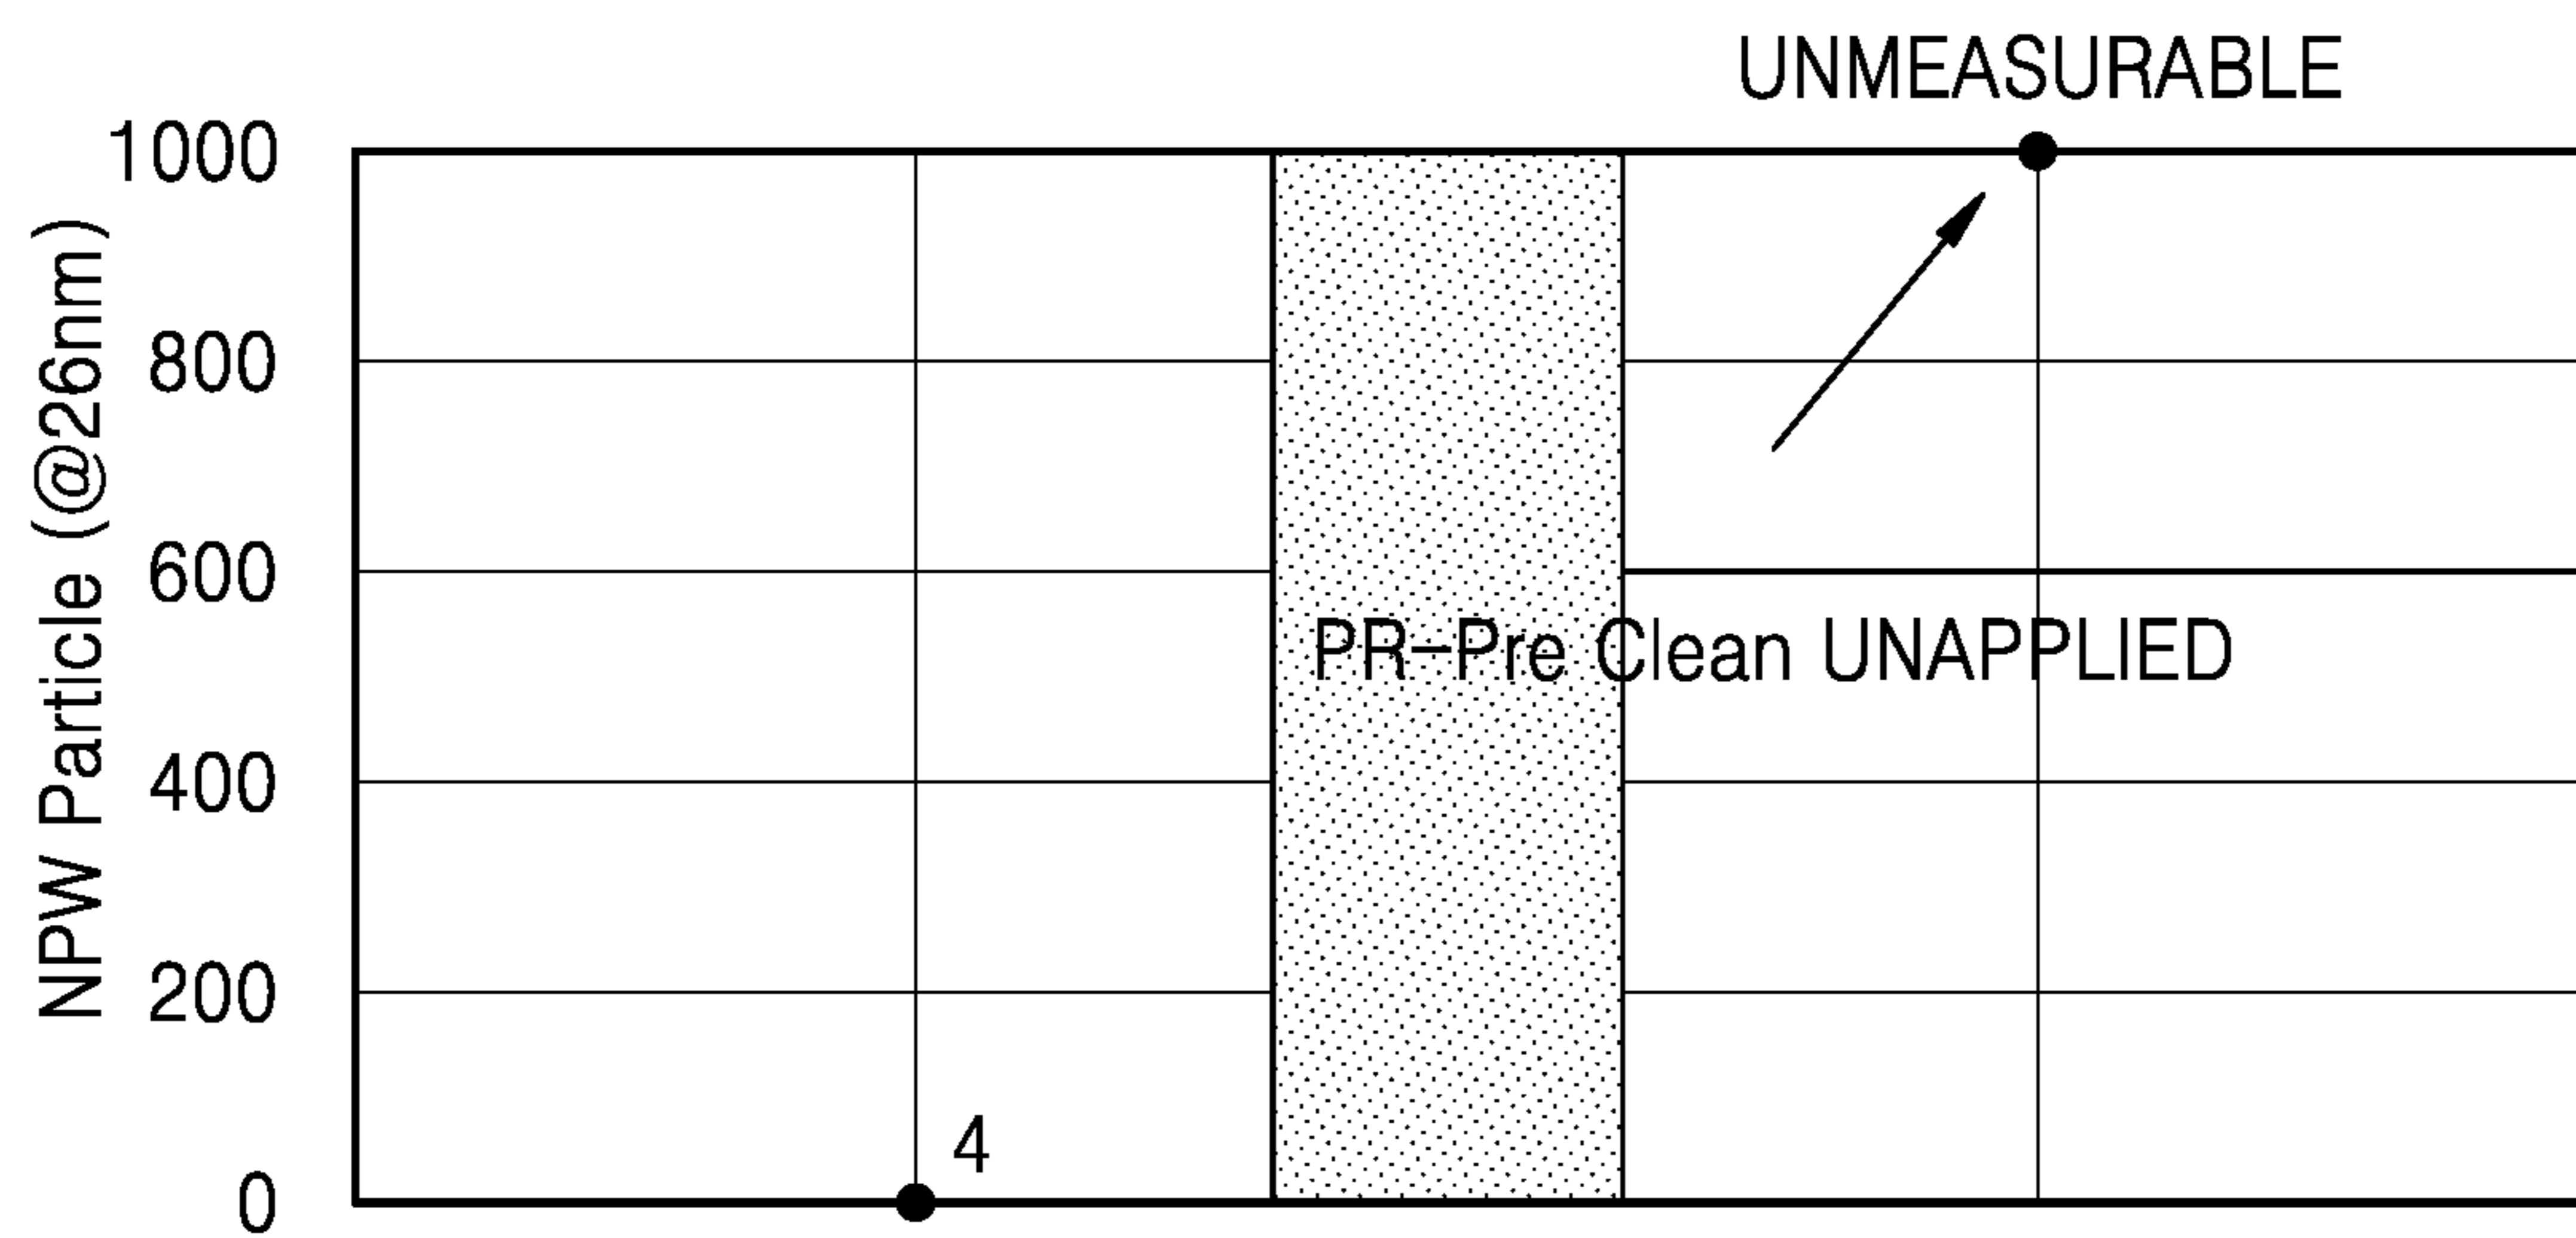 UNMEASURABLE
1000
800
600
400
200
0
NPW Particle (@26nm)
PR-Pre Clean UNAPPLIED
4